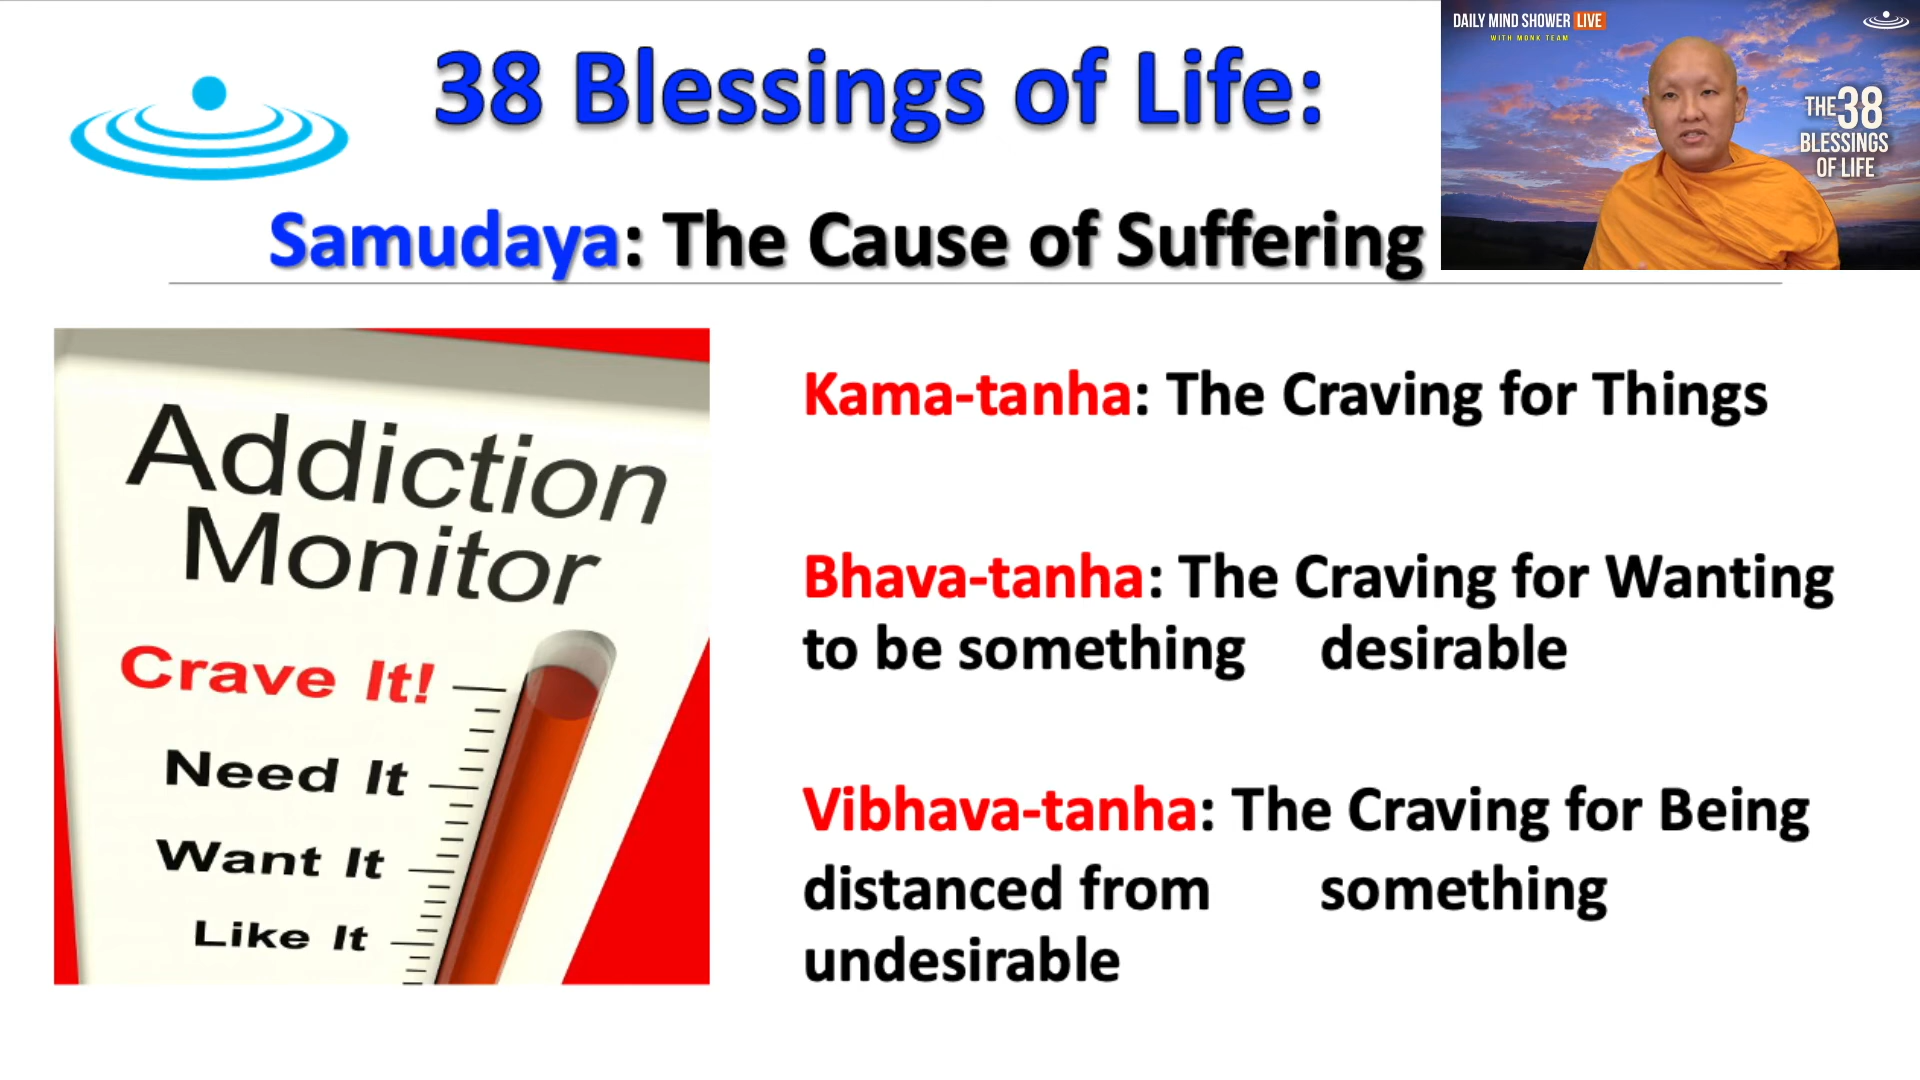 38 Blessings of Life:
Samudaya: The Cause of Suffering
DAILY MIND SHOWER LIVE
WITH MONK TEAM
THE 38
BLESSINGS
OF LIFE
Addiction
Monitor
Crave It!
Need It
Want It
Like It
Kama-tanha: The Craving for Things
Bhava-tanha: The Craving for Wanting
to be something desirable
Vibhava-tanha: The Craving for Being
distanced from something
undesirable